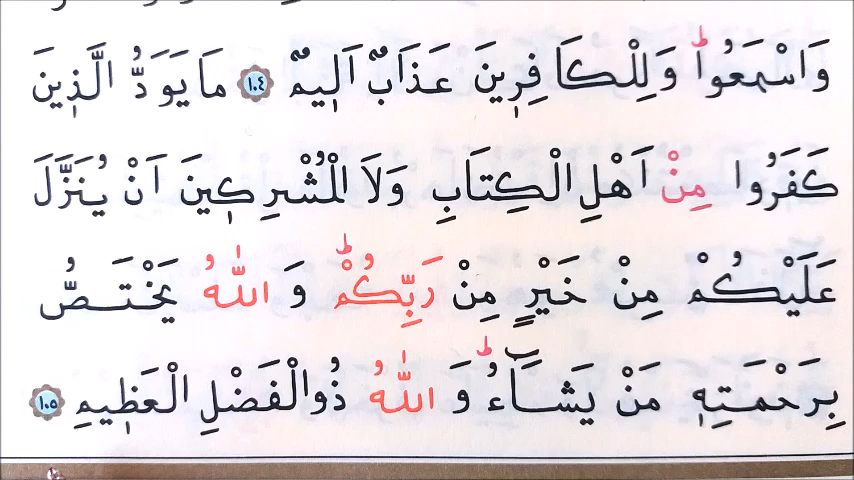 وَاسْمَعُواۜ وَلِلْكَافِرِينَ عَذَابٌ اَلِيمٌ ﴿١٠٤﴾ مَا يَوَدُّ الَّذِينَ
كَفَرُوا مِنْ اَهْلِ الْكِتَابِ وَلَا الْمُشْرِكِينَ اَنْ يُنَزَّلَ
عَلَيْكُمْ مِنْ خَيْرٍ مِنْ رَبِّكُمْؕ وَاللّٰهُ يَخْتَصُّ
بِرَحْمَتِهٖ مَنْ يَشَٓاءُؕ وَاللّٰهُ ذُوالْفَضْلِ الْعَظٖيمِ ﴿١٠٥﴾